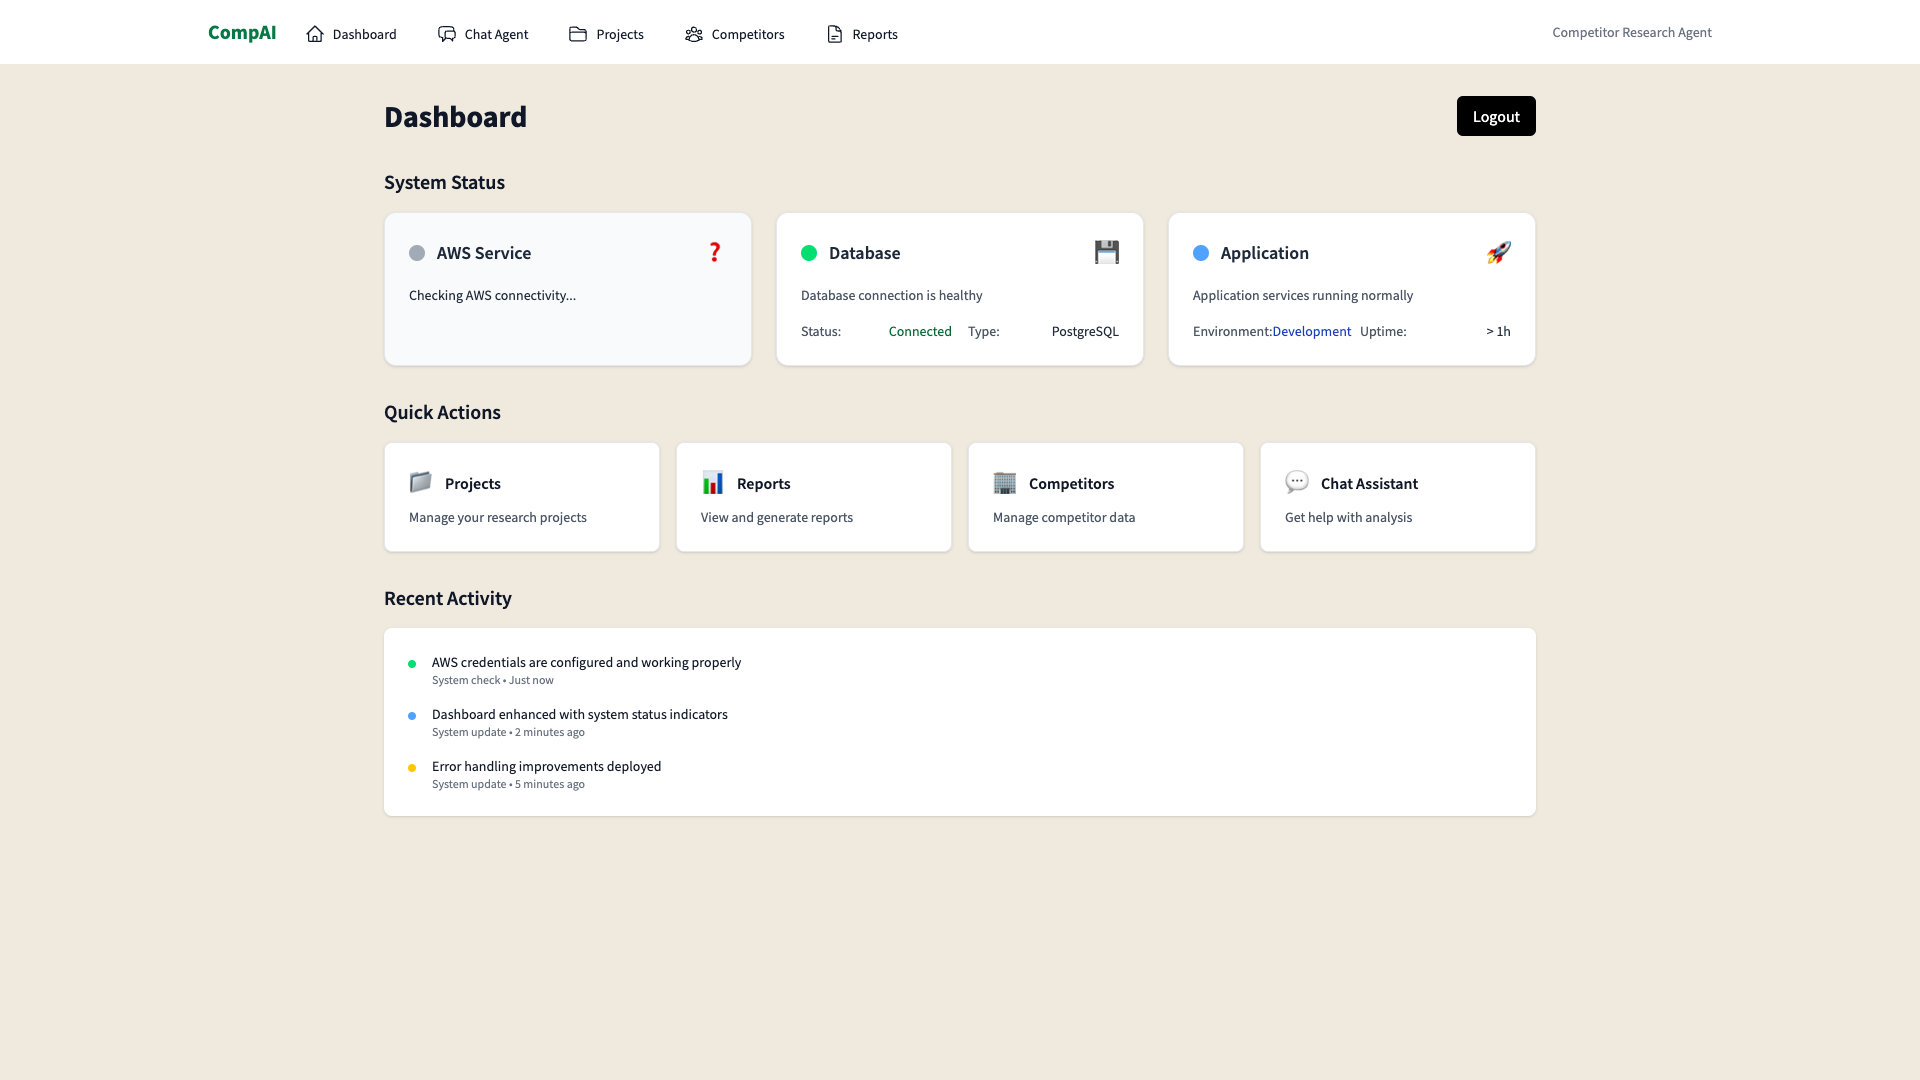 CompAI
Dashboard
Chat Agent
Projects
Competitors
Reports
Competitor Research Agent
Dashboard
Logout
System Status
AWS Service
❓
Checking AWS connectivity...
Database
Database connection is healthy
Status: Connected Type: PostgreSQL
Application
Application services running normally
Environment:Development Uptime: > 1h
Quick Actions
Projects
Manage your research projects
Reports
View and generate reports
Competitors
Manage competitor data
Chat Assistant
Get help with analysis
Recent Activity
AWS credentials are configured and working properly
System check • Just now
Dashboard enhanced with system status indicators
System update • 2 minutes ago
Error handling improvements deployed
System update • 5 minutes ago